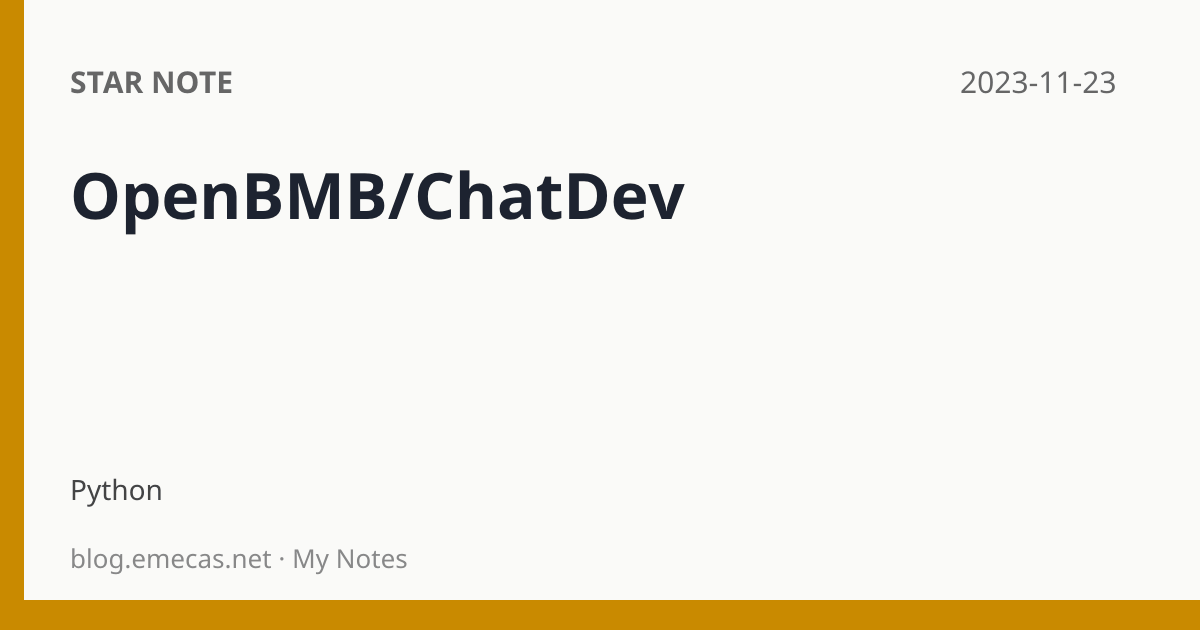 STAR NOTE
2023-11-23
OpenBMB/ChatDev
Python
blog.emecas.net · My Notes